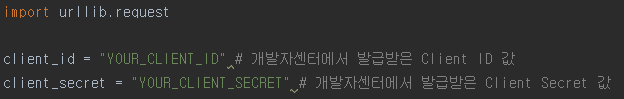 import urllib.request
client_id = "YOUR_CLIENT_ID" # 개발자센터에서 발급받은 Client ID 값
client_secret = "YOUR_CLIENT_SECRET" # 개발자센터에서 발급받은 Client Secret 값